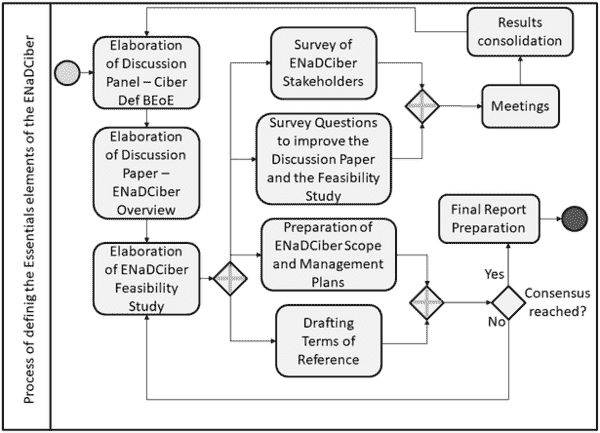 Process of definig the Essentials elements of the ENaDCiber
Elaboration
of Discussion
Panel – Ciber
Def BEoE
Elaboration
of Discussion
Paper –
ENaDCiber
Overview
Elaboration
of ENaDCiber
Feasibility
Study
Survey of
ENaDCiber
Stakeholders
Survey Questions
to improve the
Discussion Paper
and the Feasibility
Study
Preparation of
ENaDCiber Scope
and Management
Plans
Drafting
Terms of
Reference
Results
consolidation
Meetings
Final Report
Preparation
Yes
No
Consensus
reached?